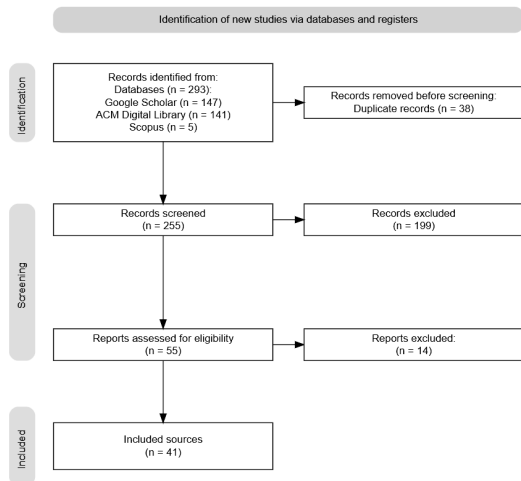 Identification of new studies via databases and registers
Identification
Records identified from:
Databases (n = 293):
Google Scholar (n = 147)
ACM Digital Library (n = 141)
Scopus (n = 5)
Records removed before screening:
Duplicate records (n = 38)
Screening
Records screened
(n = 255)
Records excluded
(n = 199)
Reports assessed for eligibility
(n = 55)
Reports excluded:
(n = 14)
Included
Included sources
(n = 41)